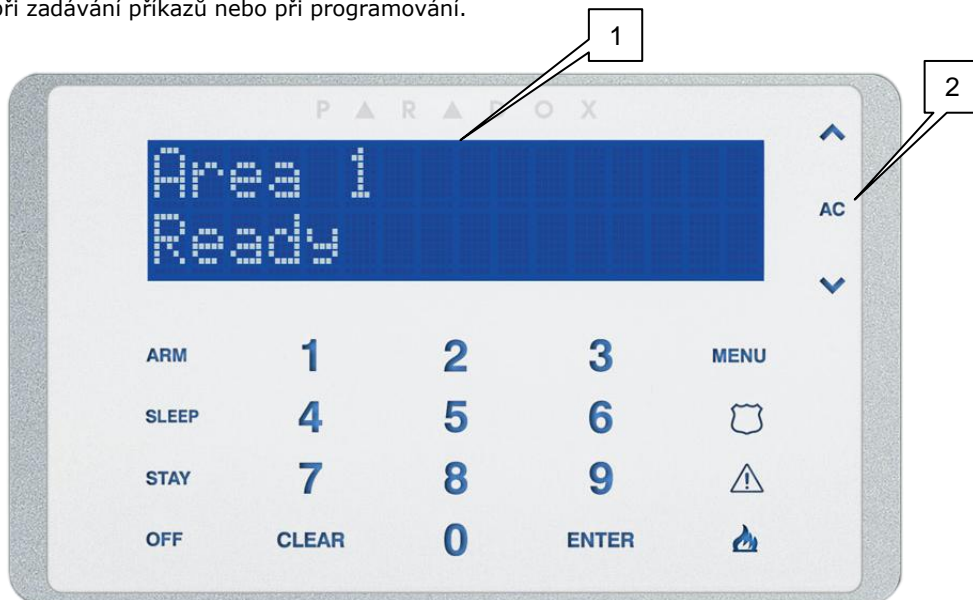 při zadávání příkazů nebo při programování.
1
2
PARADOX
Area 1
Ready
AC
ARM 1 2 3 MENU
SLEEP 4 5 6
STAY 7 8 9
OFF CLEAR 0 ENTER